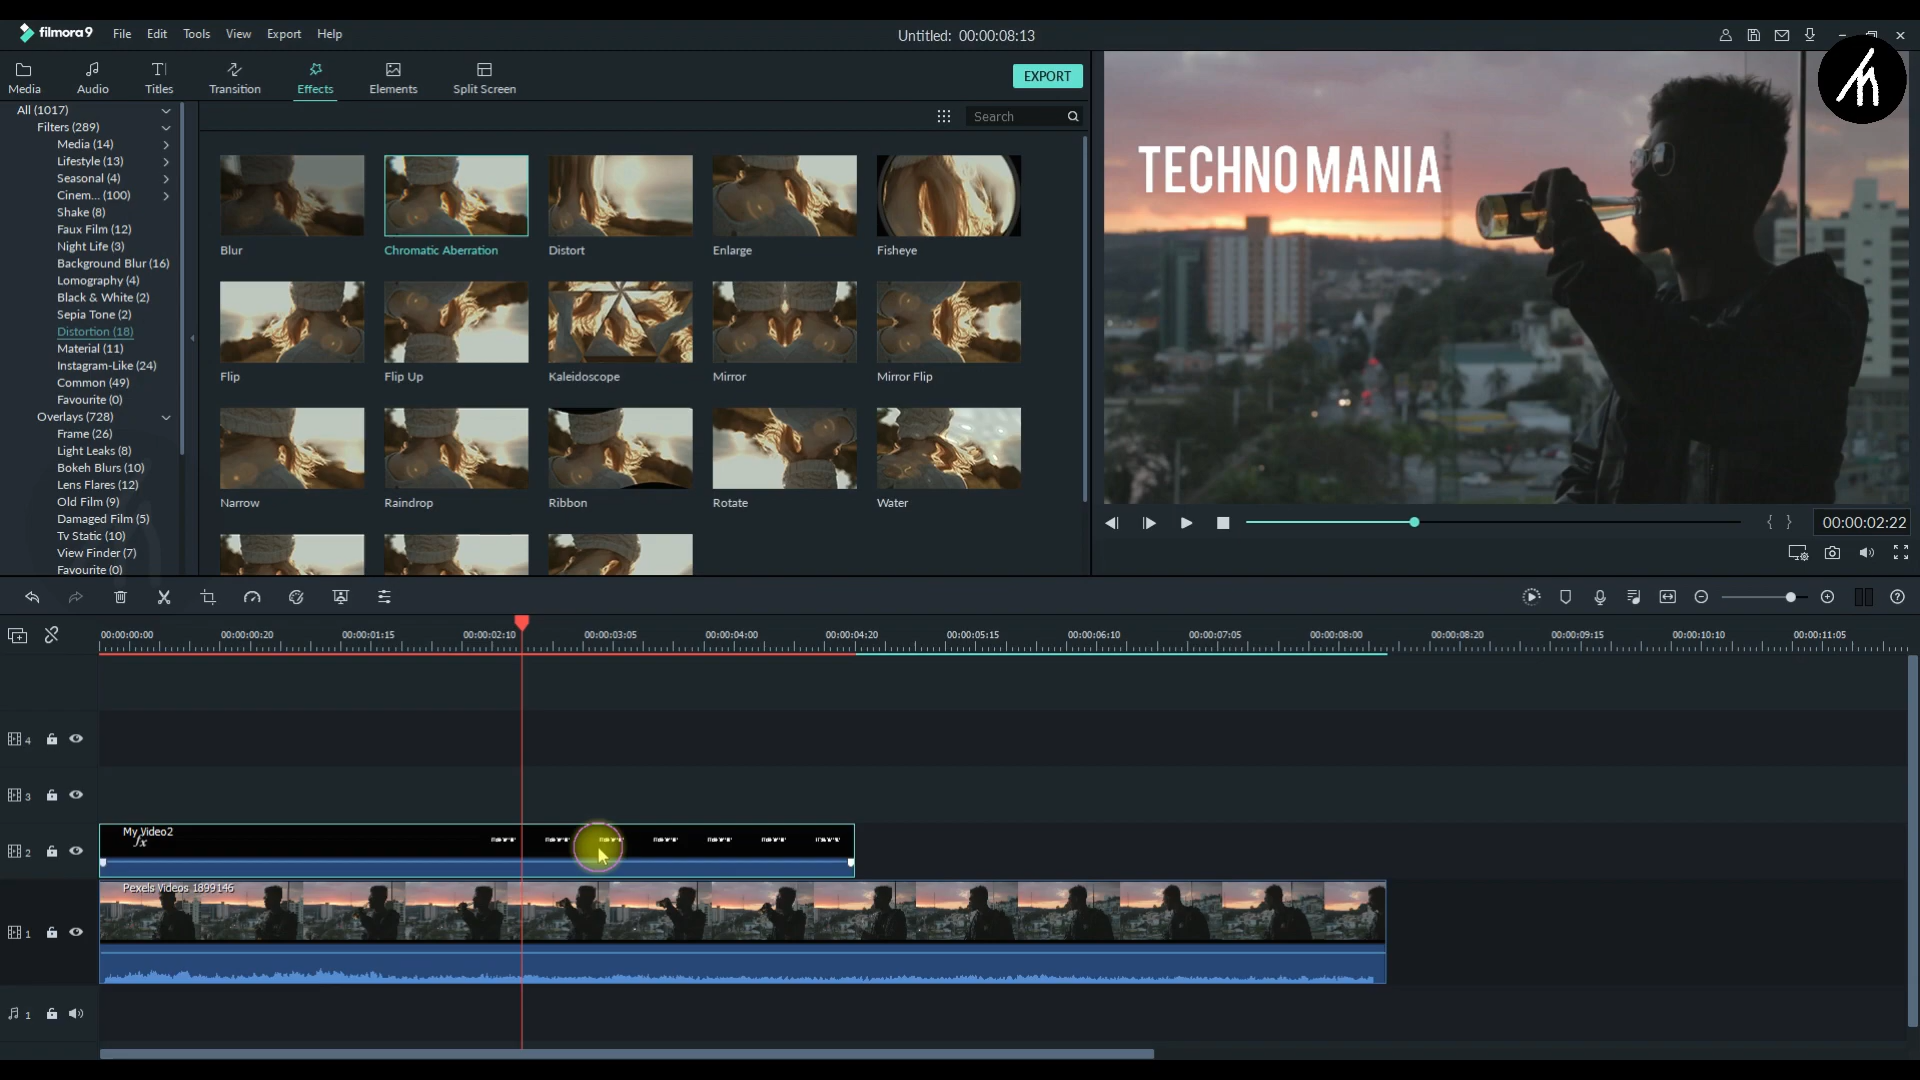 filmora9 File Edit Tools View Export Help
Untitled: 00:00:08:13
Media Audio Titles Transition Effects Elements Split Screen
EXPORT
Search
All (1017)
Filters (289)
Media (14)
Lifestyle (13)
Seasonal (4)
Cinem... (100)
Shake (8)
Faux Film (12)
Night Life (3)
Background Blur (16)
Lomography (4)
Black & White (2)
Sepia Tone (2)
Distortion (18)
Material (11)
Instagram-Like (24)
Common (49)
Favourite (0)
Overlays (728)
Frame (26)
Light Leaks (8)
Bokeh Blurs (10)
Lens Flares (12)
Old Film (9)
Damaged Film (5)
Tv Static (10)
View Finder (7)
Favourite (0)
Blur Chromatic Aberration Distort Enlarge Fisheye
Flip Flip Up Kaleidoscope Mirror Mirror Flip
Narrow Raindrop Ribbon Rotate Water
TECHNO MANIA
{ } 00:00:02:22
00:00:00:00 00:00:00:20 00:00:01:15 00:00:02:10 00:00:03:05 00:00:04:00 00:00:04:20 00:00:05:15 00:00:06:10 00:00:07:05 00:00:08:00 00:00:08:20 00:00:09:15 00:00:10:10 00:00:11:05
4
3
2
My Video2
fx
1
Pexels Videos 1899146
1